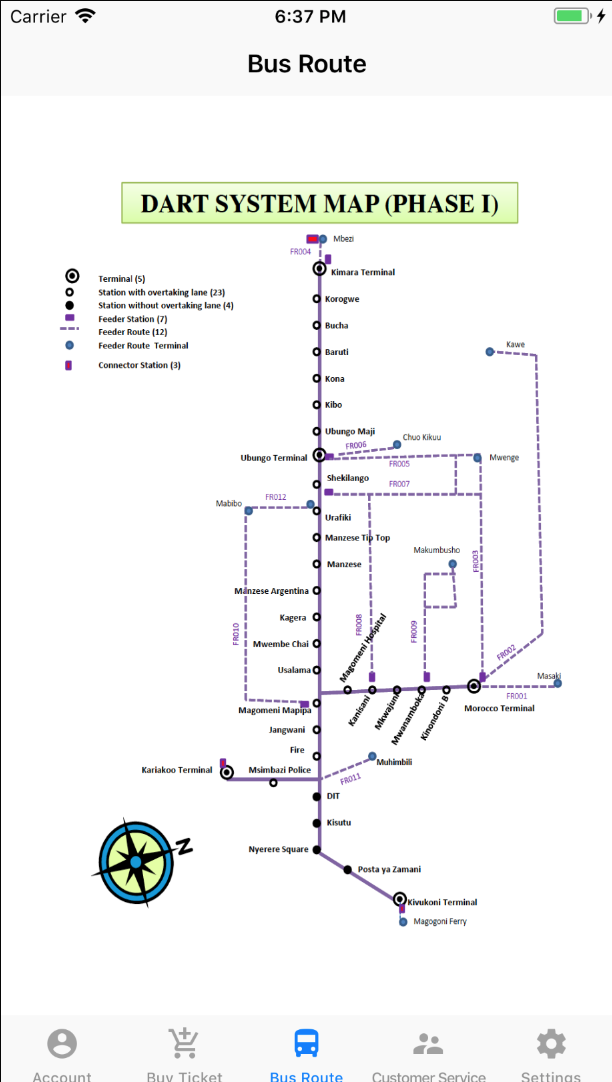 Carrier 6:37 PM
Bus Route
DART SYSTEM MAP (PHASE I)
Mbezi
FR004
Kimara Terminal
Terminal (5)
Station with overtaking lane (23)
Station without overtaking lane (4)
Feeder Station (7)
Feeder Route (12)
Feeder Route Terminal
Connector Station (3)
Korogwe
Bucha
Baruti
Kawe
Kona
Kibo
Ubungo Maji
Chuo Kikuu
FR006
Ubungo Terminal
FR005
Mwenge
Shekilango
FR007
Mabibo
FR012
Urafiki
Manzese Tip Top
Makumbusho
Manzese
FR003
Manzese Argentina
Kagera
FR010
FR008
FR009
Magomeni Hospital
Mwembe Chai
FR002
Usalama
Masaki
FR001
Magomeni Mapipa
Kanisani
Mkwajuni
Mwanamboka
Kinondoni B
Morocco Terminal
Jangwani
Fire
Muhimbili
Kariakoo Terminal
Msimbazi Police
FR011
DIT
Kisutu
N
Nyerere Square
Posta ya Zamani
Kivukoni Terminal
Magogoni Ferry
Account
Buy Ticket
Bus Route
Customer Service
Settings